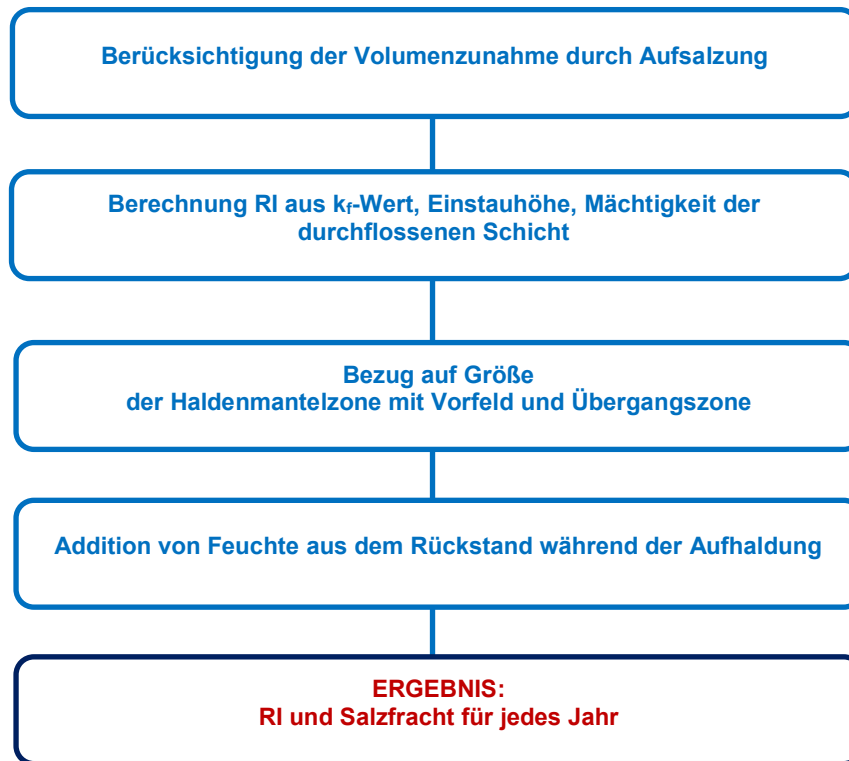 Berücksichtigung der Volumenzunahme durch Aufsalzung
Berechnung RI aus kf-Wert, Einstauhöhe, Mächtigkeit der
durchflossenen Schicht
Bezug auf Größe
der Haldenmantelzone mit Vorfeld und Übergangszone
Addition von Feuchte aus dem Rückstand während der Aufhaldung
ERGEBNIS:
RI und Salzfracht für jedes Jahr